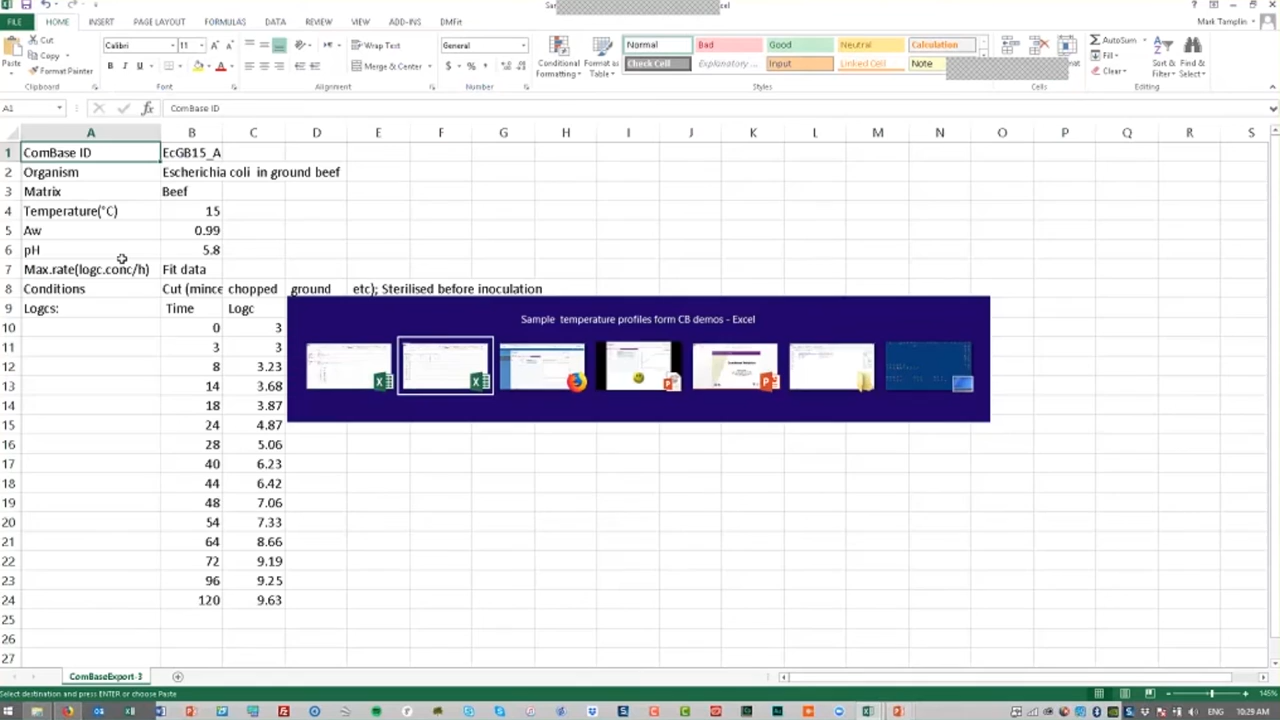 Sa
el
FILE HOME INSERT PAGE LAYOUT FORMULAS DATA REVIEW VIEW ADD-INS DMFit
Mark Tamplin
Paste
Cut
Copy
Format Painter
Clipboard
Calibri 11
B I U
Font
Wrap Text
Merge & Center
Alignment
General
$ %
Number
Conditional Formatting
Format as Table
Normal Bad Good Neutral Calculation
Check Cell Explanatory... Input Linked Cell Note
Styles
Cells
AutoSum
Fill
Clear
Sort & Filter
Find & Select
Editing
A1 fx ComBase ID
A B C D E F G H I J K L M N O P Q R S
1 ComBase ID EcGB15_A
2 Organism Escherichia coli in ground beef
3 Matrix Beef
4 Temperature(°C) 15
5 Aw 0.99
6 pH 5.8
7 Max.rate(logc.conc/h) Fit data
8 Conditions Cut (mince chopped ground etc); Sterilised before inoculation
9 Logcs: Time Logc
10 0 3
11 3 3
12 8 3.23
13 14 3.68
14 18 3.87
15 24 4.87
16 28 5.06
17 40 6.23
18 44 6.42
19 48 7.06
20 54 7.33
21 64 8.66
22 72 9.19
23 96 9.25
24 120 9.63
25
26
27
Sample temperature profiles form CB demos - Excel
ComBaseExport-3
Select destination and press ENTER or choose Paste
145%
ENG 10:29 AM